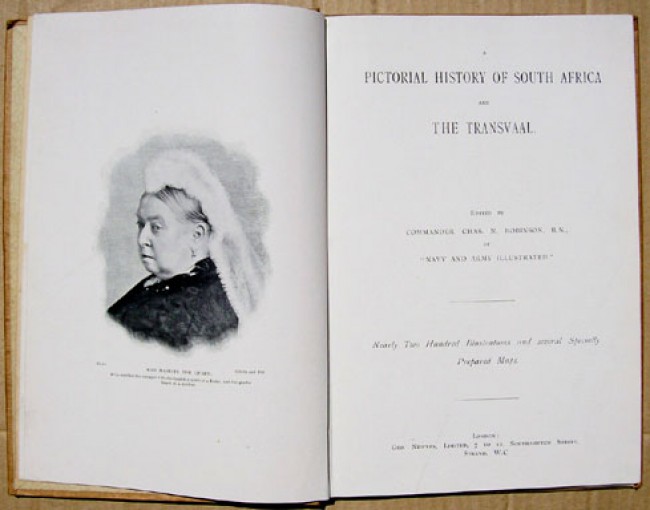 HER MAJESTY THE QUEEN.
A
PICTORIAL HISTORY OF SOUTH AFRICA
AND
THE TRANSVAAL.
EDITED BY
COMMANDER CHAS. N. ROBINSON, R.N.,
OF
"NAVY AND ARMY ILLUSTRATED"
Nearly Two Hundred Illustrations and several Specially
Prepared Maps.
LONDON:
GEO. NEWNES, LIMITED, 7 TO 12, SOUTHAMPTON STREET,
STRAND, W.C